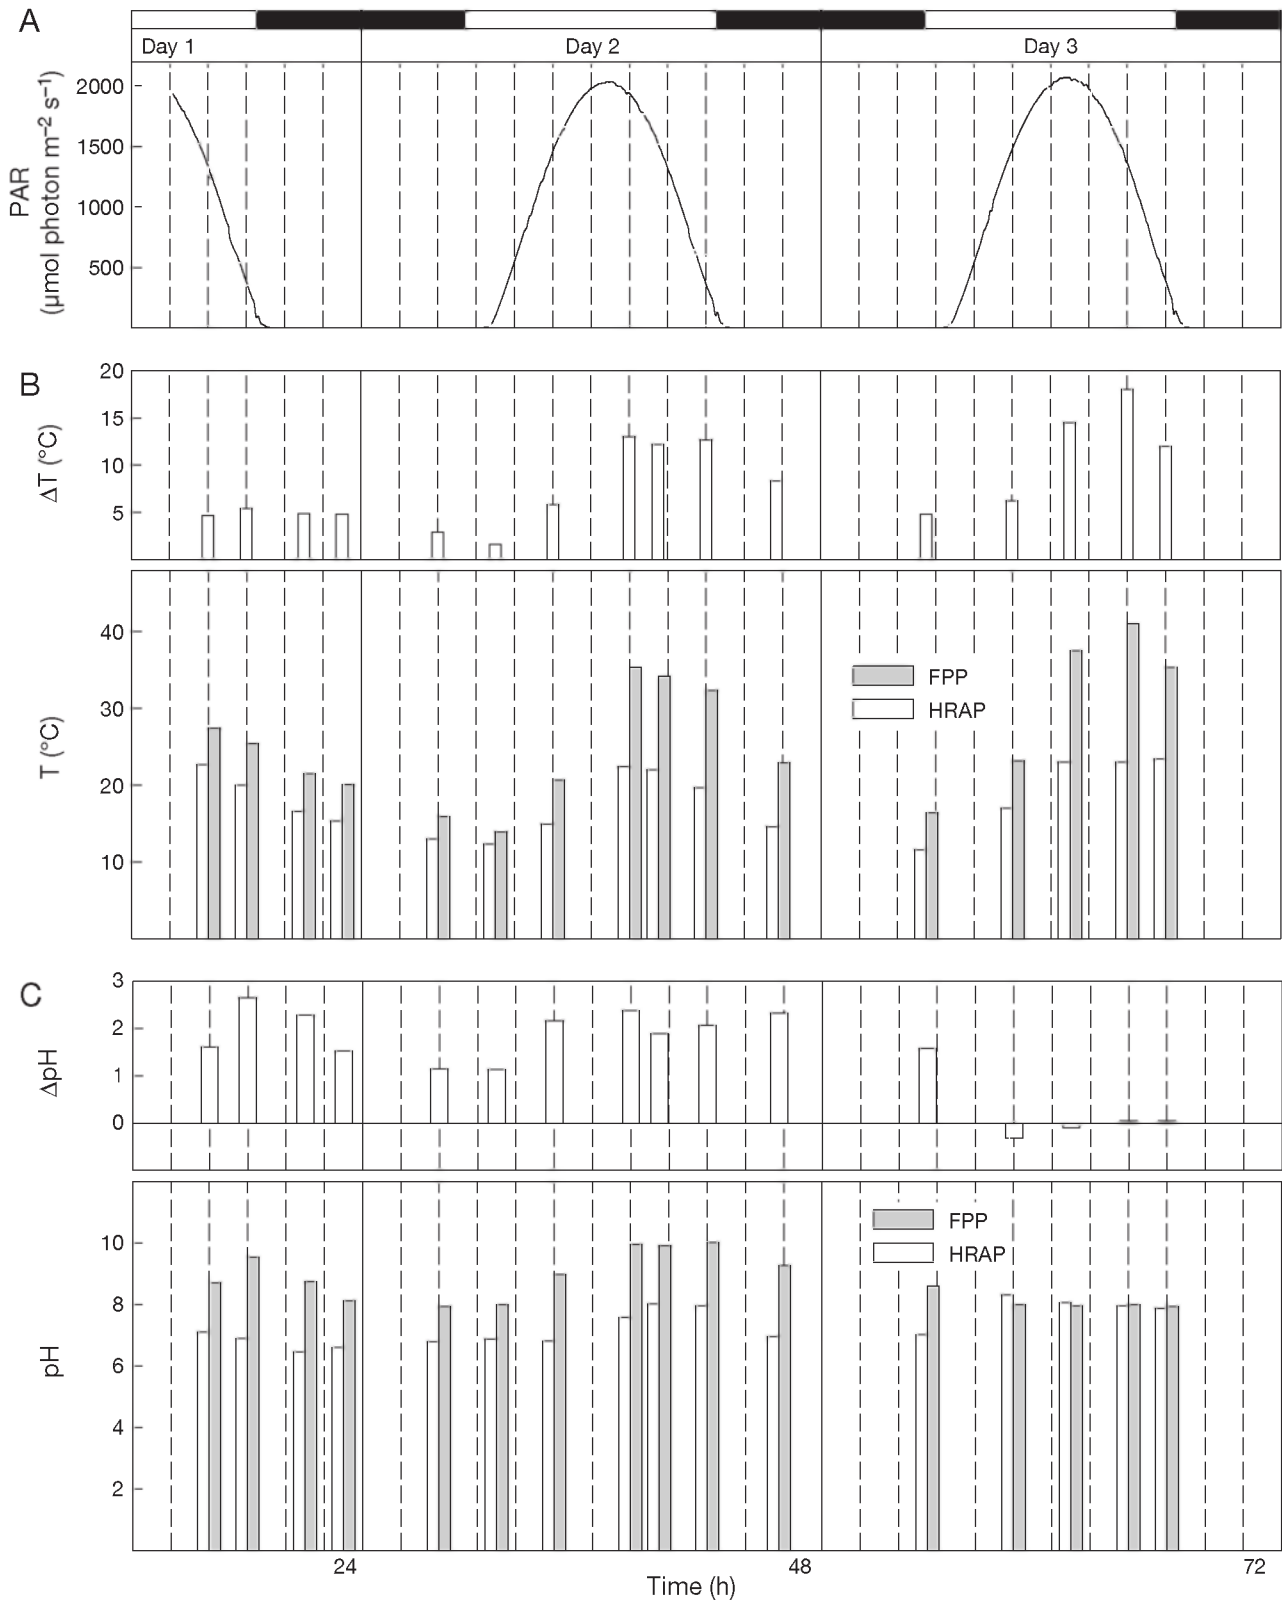 A
Day 1 Day 2 Day 3
PAR
(μmol photon m⁻² s⁻¹)
2000
1500
1000
500
B
ΔT (°C)
20
15
10
5
T (°C)
40
30
20
10
FPP
HRAP
C
ΔpH
3
2
1
0
pH
10
8
6
4
2
FPP
HRAP
24 48 72
Time (h)